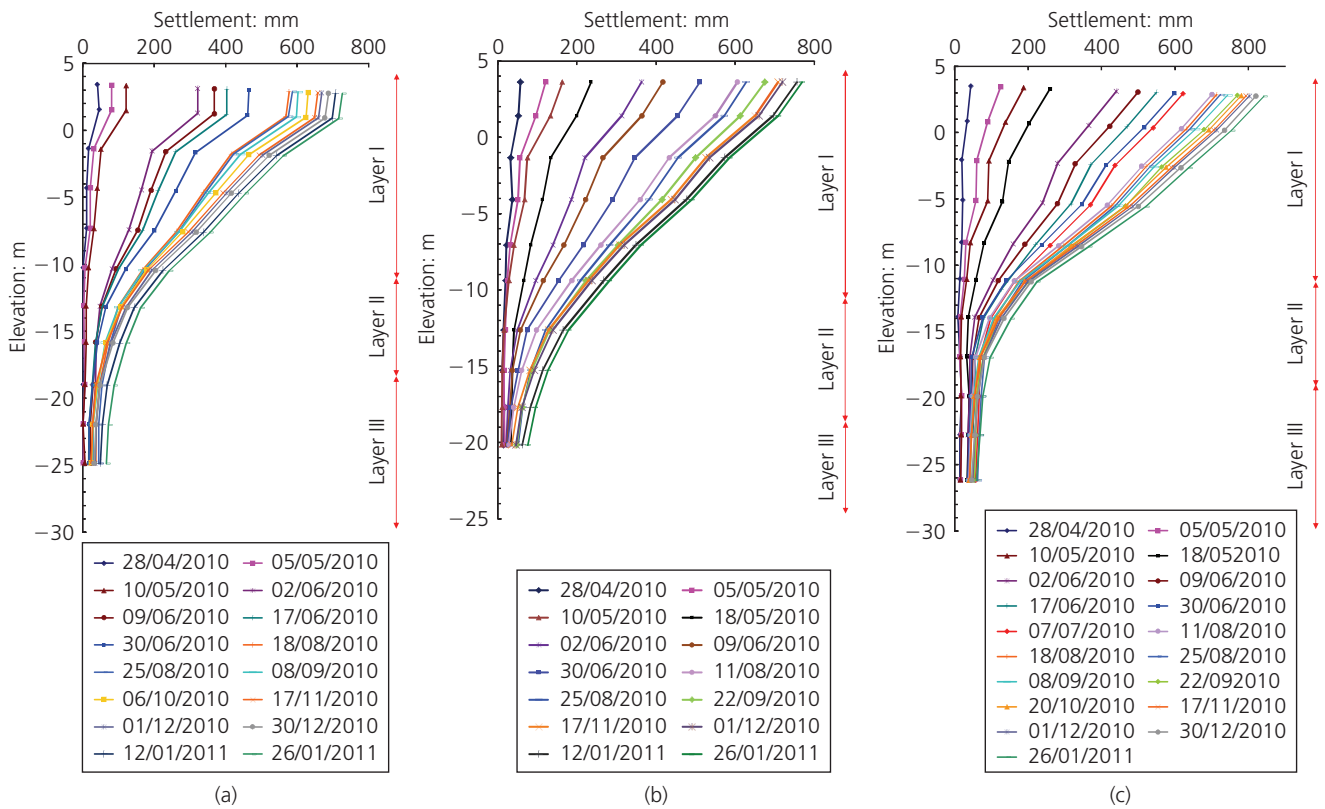 Settlement: mm
0 200 400 600 800
5
0
−5
−10
−15
−20
−25
−30
Elevation: m
Layer I
Layer II
Layer III
28/04/2010 05/05/2010
10/05/2010 02/06/2010
09/06/2010 17/06/2010
30/06/2010 18/08/2010
25/08/2010 08/09/2010
06/10/2010 17/11/2010
01/12/2010 30/12/2010
12/01/2011 26/01/2011
(a)
Settlement: mm
0 200 400 600 800
5
0
−5
−10
−15
−20
−25
Elevation: m
Layer I
Layer II
Layer III
28/04/2010 05/05/2010
10/05/2010 18/05/2010
02/06/2010 09/06/2010
30/06/2010 11/08/2010
25/08/2010 22/09/2010
17/11/2010 01/12/2010
12/01/2011 26/01/2011
(b)
Settlement: mm
0 200 400 600 800
5
0
−5
−10
−15
−20
−25
−30
Elevation: m
Layer I
Layer II
Layer III
28/04/2010 05/05/2010
10/05/2010 18/052010
02/06/2010 09/06/2010
17/06/2010 30/06/2010
07/07/2010 11/08/2010
18/08/2010 25/08/2010
08/09/2010 22/092010
20/10/2010 17/11/2010
01/12/2010 30/12/2010
26/01/2011
(c)